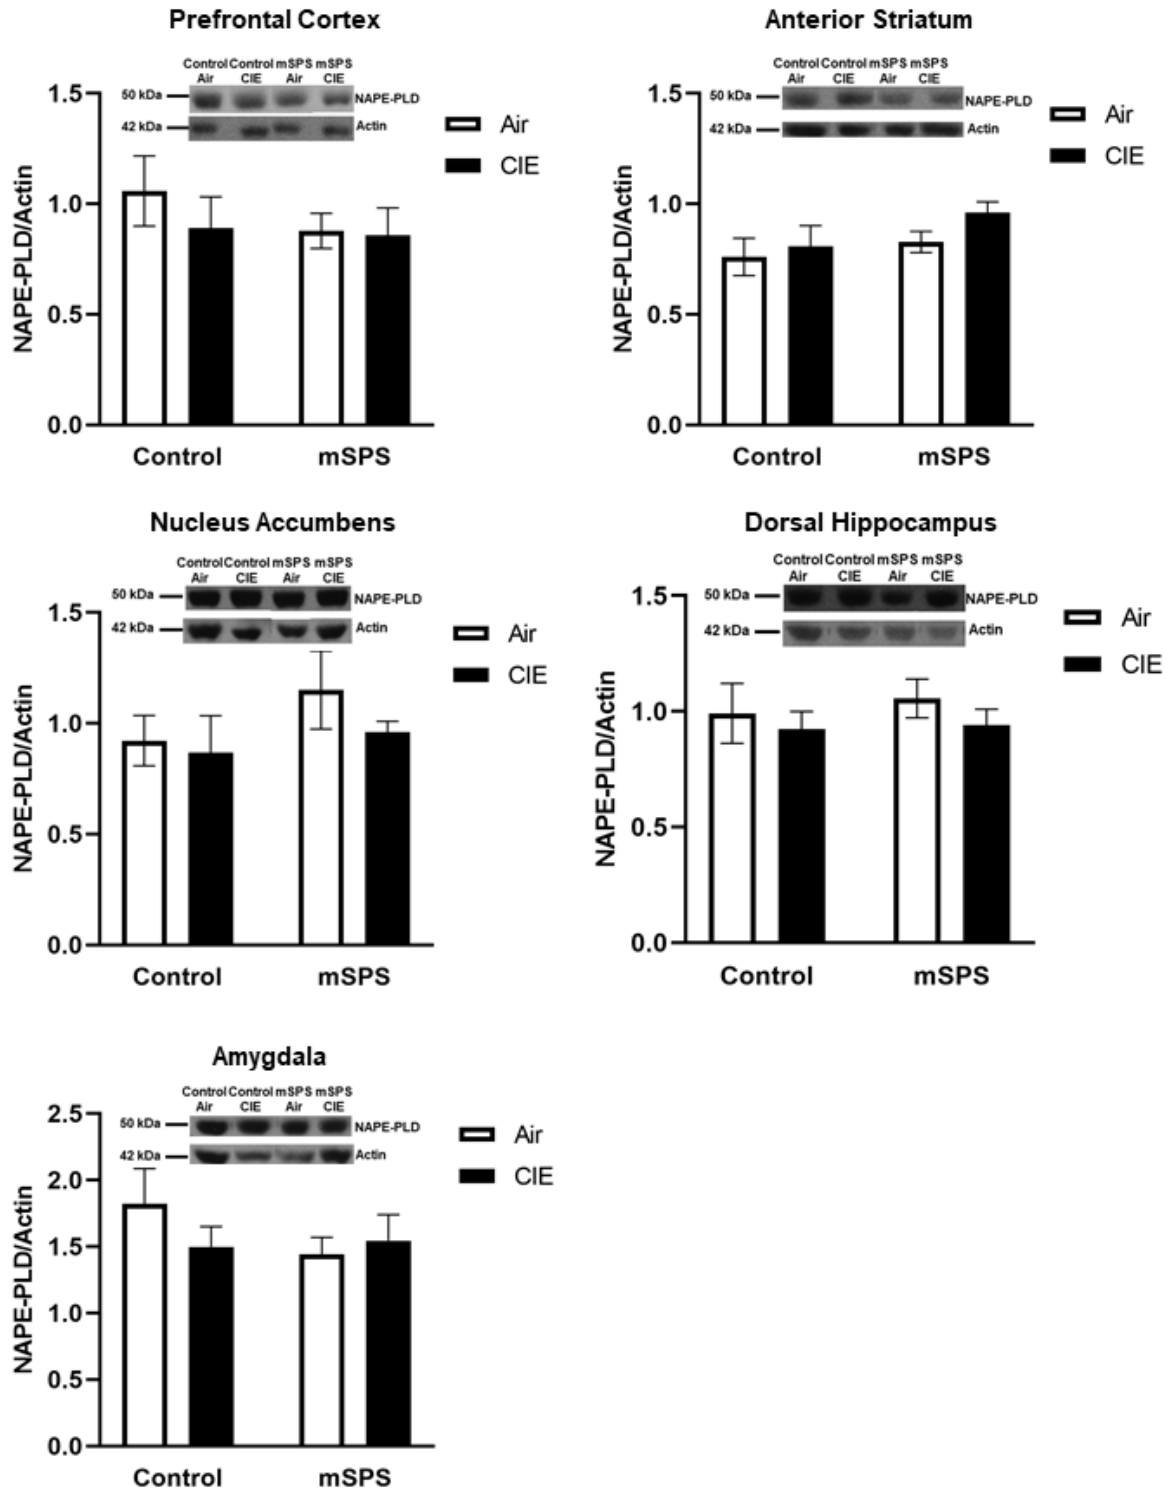 Prefrontal Cortex
Control Control mSPS mSPS
Air CIE Air CIE
50 kDa NAPE-PLD
42 kDa Actin
1.5
1.0
0.5
0.0
NAPE-PLD/Actin
Air
CIE
Control mSPS
Anterior Striatum
Control Control mSPS mSPS
Air CIE Air CIE
50 kDa NAPE-PLD
42 kDa Actin
1.5
1.0
0.5
0.0
NAPE-PLD/Actin
Air
CIE
Control mSPS
Nucleus Accumbens
Control Control mSPS mSPS
Air CIE Air CIE
50 kDa NAPE-PLD
42 kDa Actin
1.5
1.0
0.5
0.0
NAPE-PLD/Actin
Air
CIE
Control mSPS
Dorsal Hippocampus
Control Control mSPS mSPS
Air CIE Air CIE
50 kDa NAPE-PLD
42 kDa Actin
1.5
1.0
0.5
0.0
NAPE-PLD/Actin
Air
CIE
Control mSPS
Amygdala
Control Control mSPS mSPS
Air CIE Air CIE
50 kDa NAPE-PLD
42 kDa Actin
2.5
2.0
1.5
1.0
0.5
0.0
NAPE-PLD/Actin
Air
CIE
Control mSPS